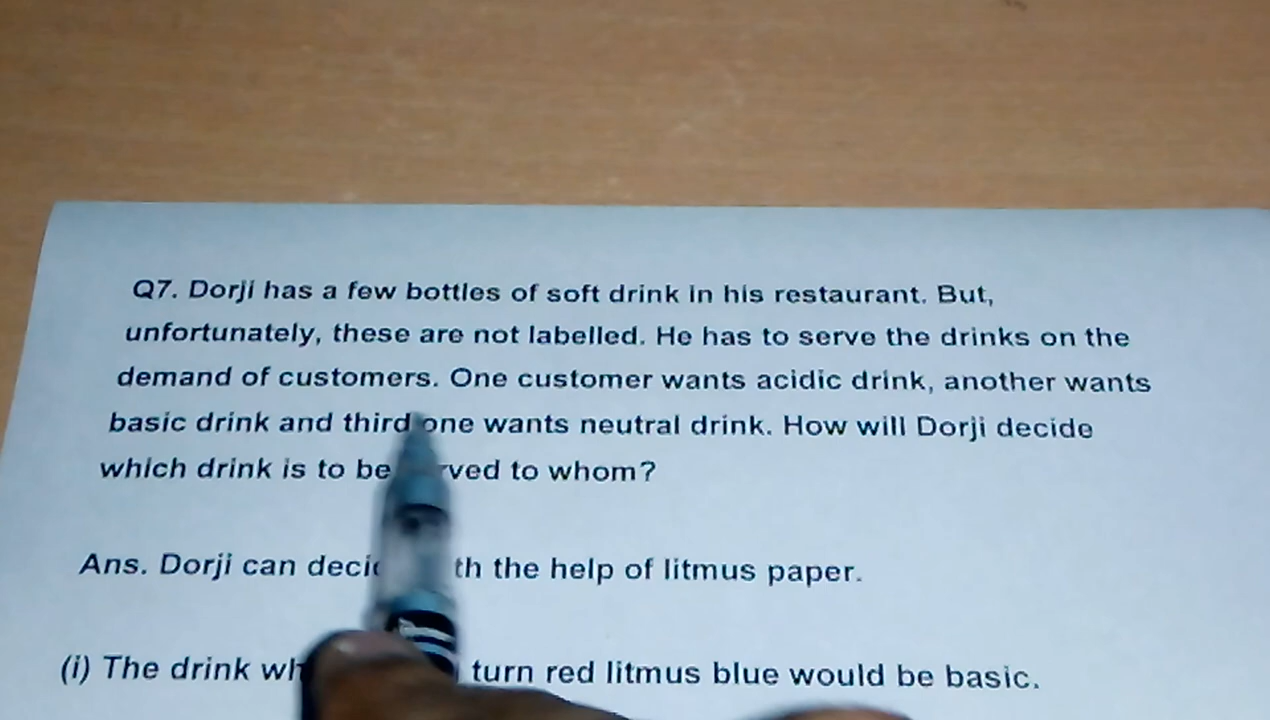 Q7. Dorji has a few bottles of soft drink in his restaurant. But,
unfortunately, these are not labelled. He has to serve the drinks on the
demand of customers. One customer wants acidic drink, another wants
basic drink and third one wants neutral drink. How will Dorji decide
which drink is to be to whom?
Ans. Dorji can the help of litmus paper.
(i) The drink turn red litmus blue would be basic.